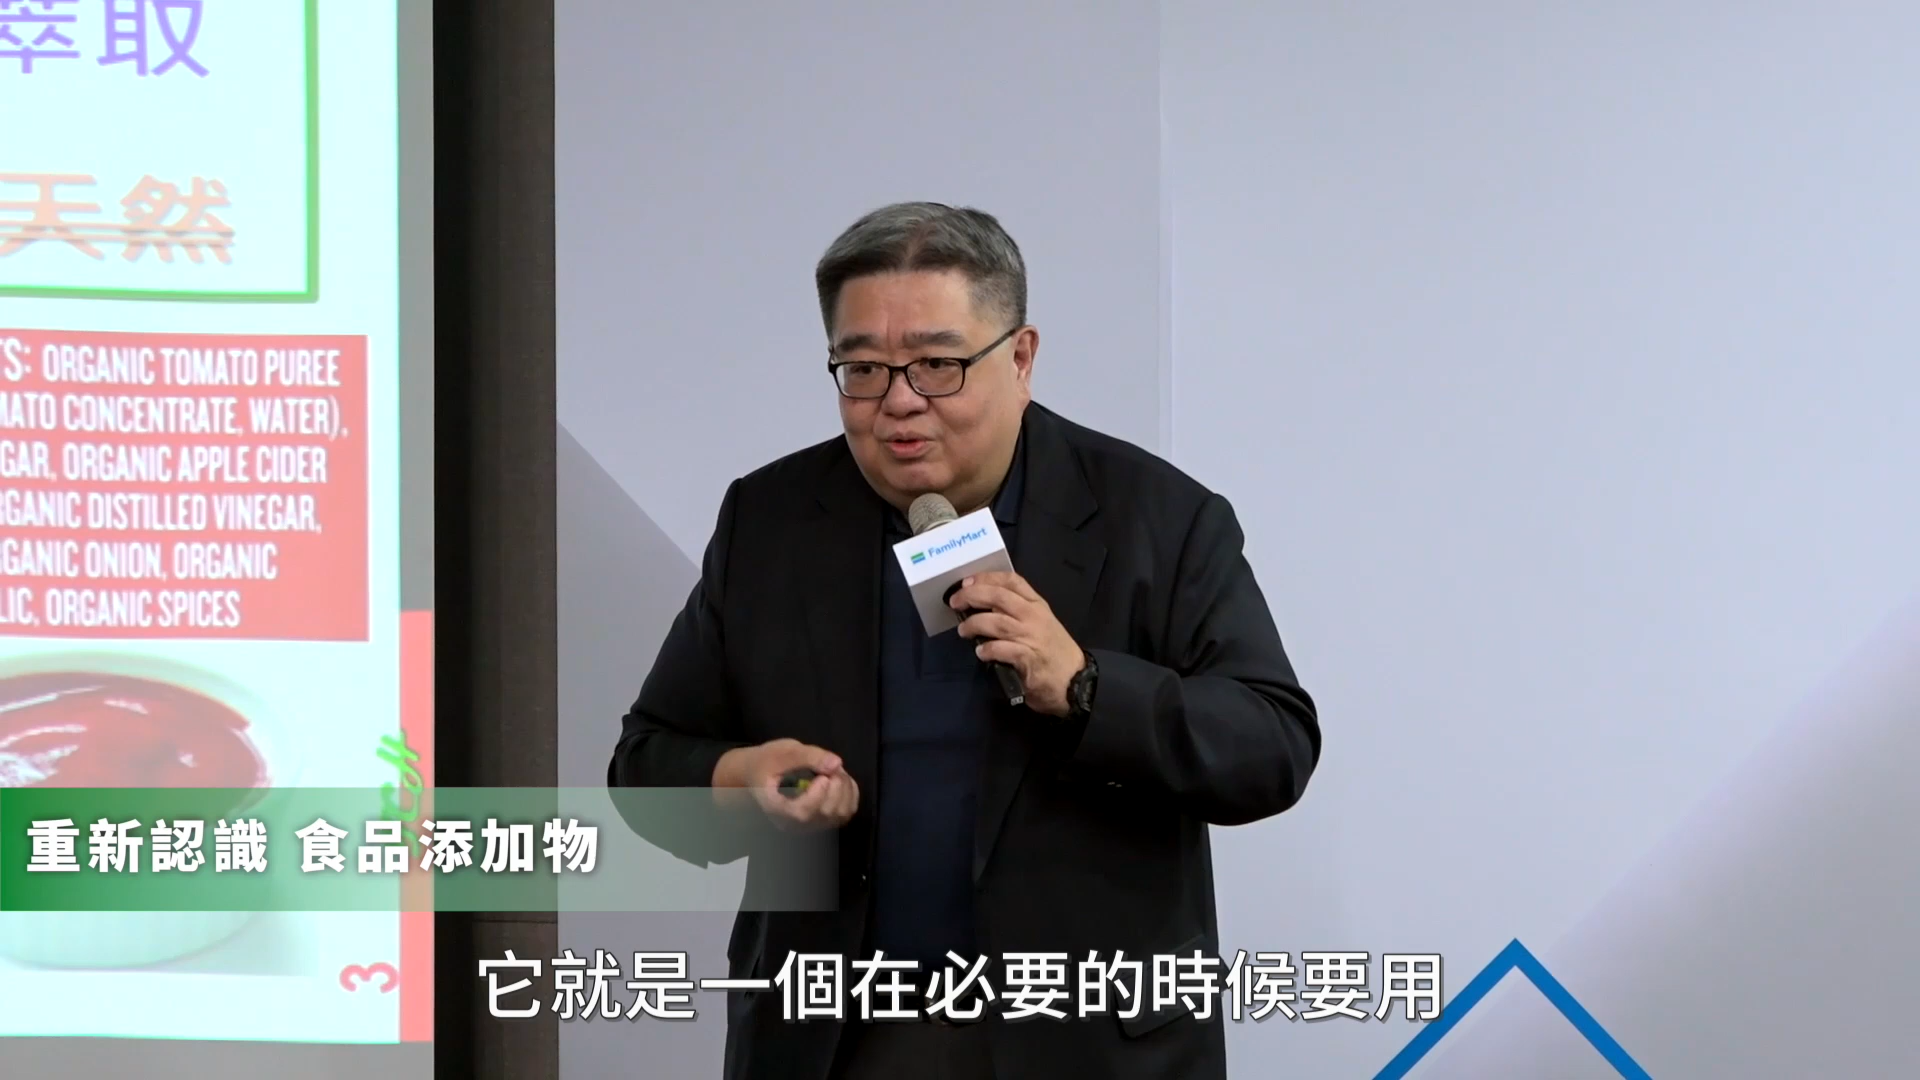 萃取
天然
TS: ORGANIC TOMATO PUREE
MATO CONCENTRATE, WATER),
GAR, ORGANIC APPLE CIDER
RGANIC DISTILLED VINEGAR,
RGANIC ONION, ORGANIC
LIC, ORGANIC SPICES
FamilyMart
重新認識 食品添加物
3
它就是一個在必要的時候要用